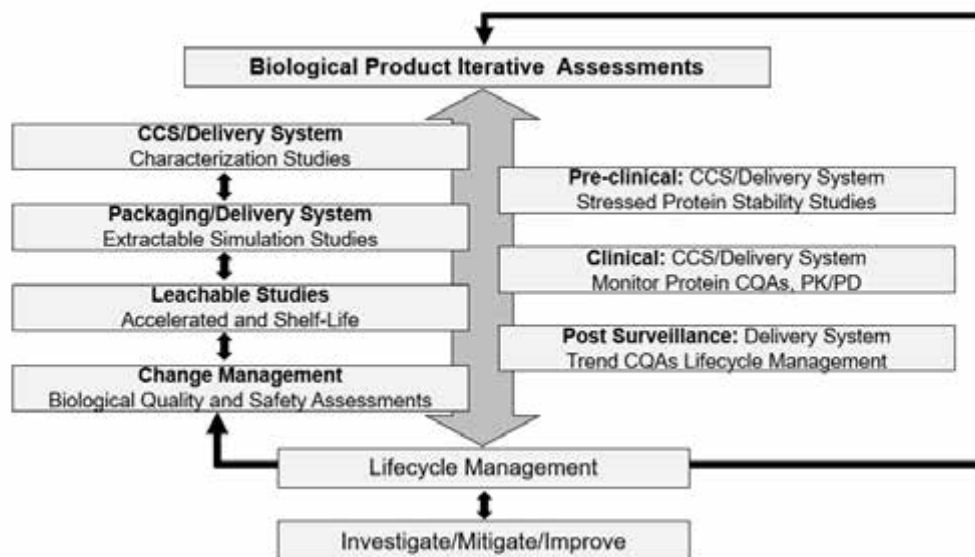 Biological Product Iterative Assessments
CCS/Delivery System
Characterization Studies
Packaging/Delivery System
Extractable Simulation Studies
Leachable Studies
Accelerated and Shelf-Life
Change Management
Biological Quality and Safety Assessments
Pre-clinical: CCS/Delivery System
Stressed Protein Stability Studies
Clinical: CCS/Delivery System
Monitor Protein CQAs, PK/PD
Post Surveillance: Delivery System
Trend CQAs Lifecycle Management
Lifecycle Management
Investigate/Mitigate/Improve